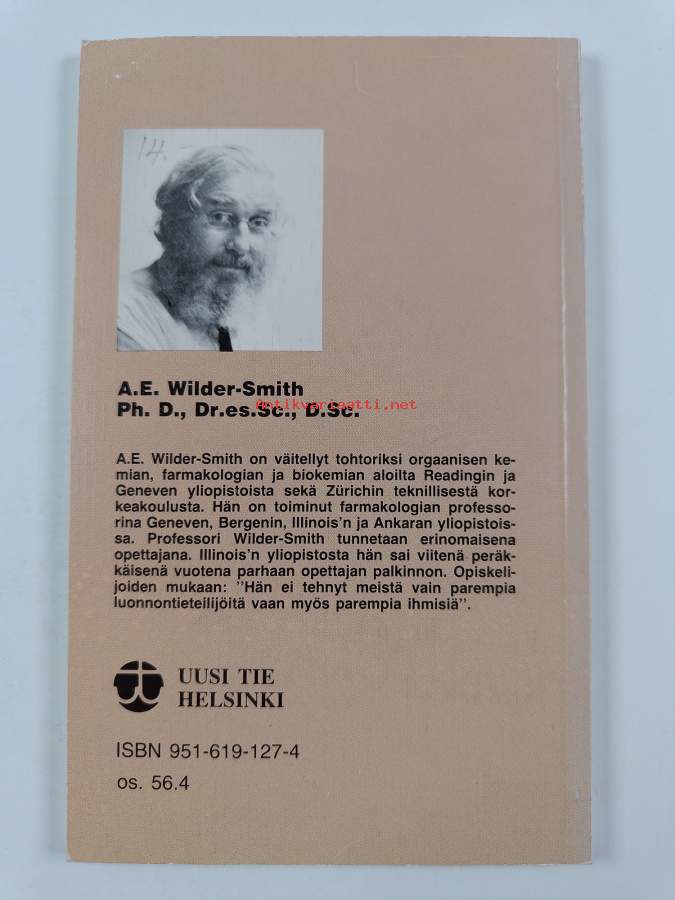 14.
A.E. Wilder-Smith
Ph. D., Dr.es.Sc., D.Sc.
Antikvariaatti.net
A.E. Wilder-Smith on väitellyt tohtoriksi orgaanisen ke-
mian, farmakologian ja biokemian aloilta Readingin ja
Geneven yliopistoista sekä Zürichin teknillisestä kor-
keakoulusta. Hän on toiminut farmakologian professo-
rina Geneven, Bergenin, Illinois'n ja Ankaran yliopistois-
sa. Professori Wilder-Smith tunnetaan erinomaisena
opettajana. Illinois'n yliopistosta hän sai viitenä peräk-
käisenä vuotena parhaan opettajan palkinnon. Opiskeli-
joiden mukaan: "Hän ei tehnyt meistä vain parempia
luonnontieteilijöitä vaan myös parempia ihmisiä".
UUSI TIE
HELSINKI
ISBN 951-619-127-4
os. 56.4